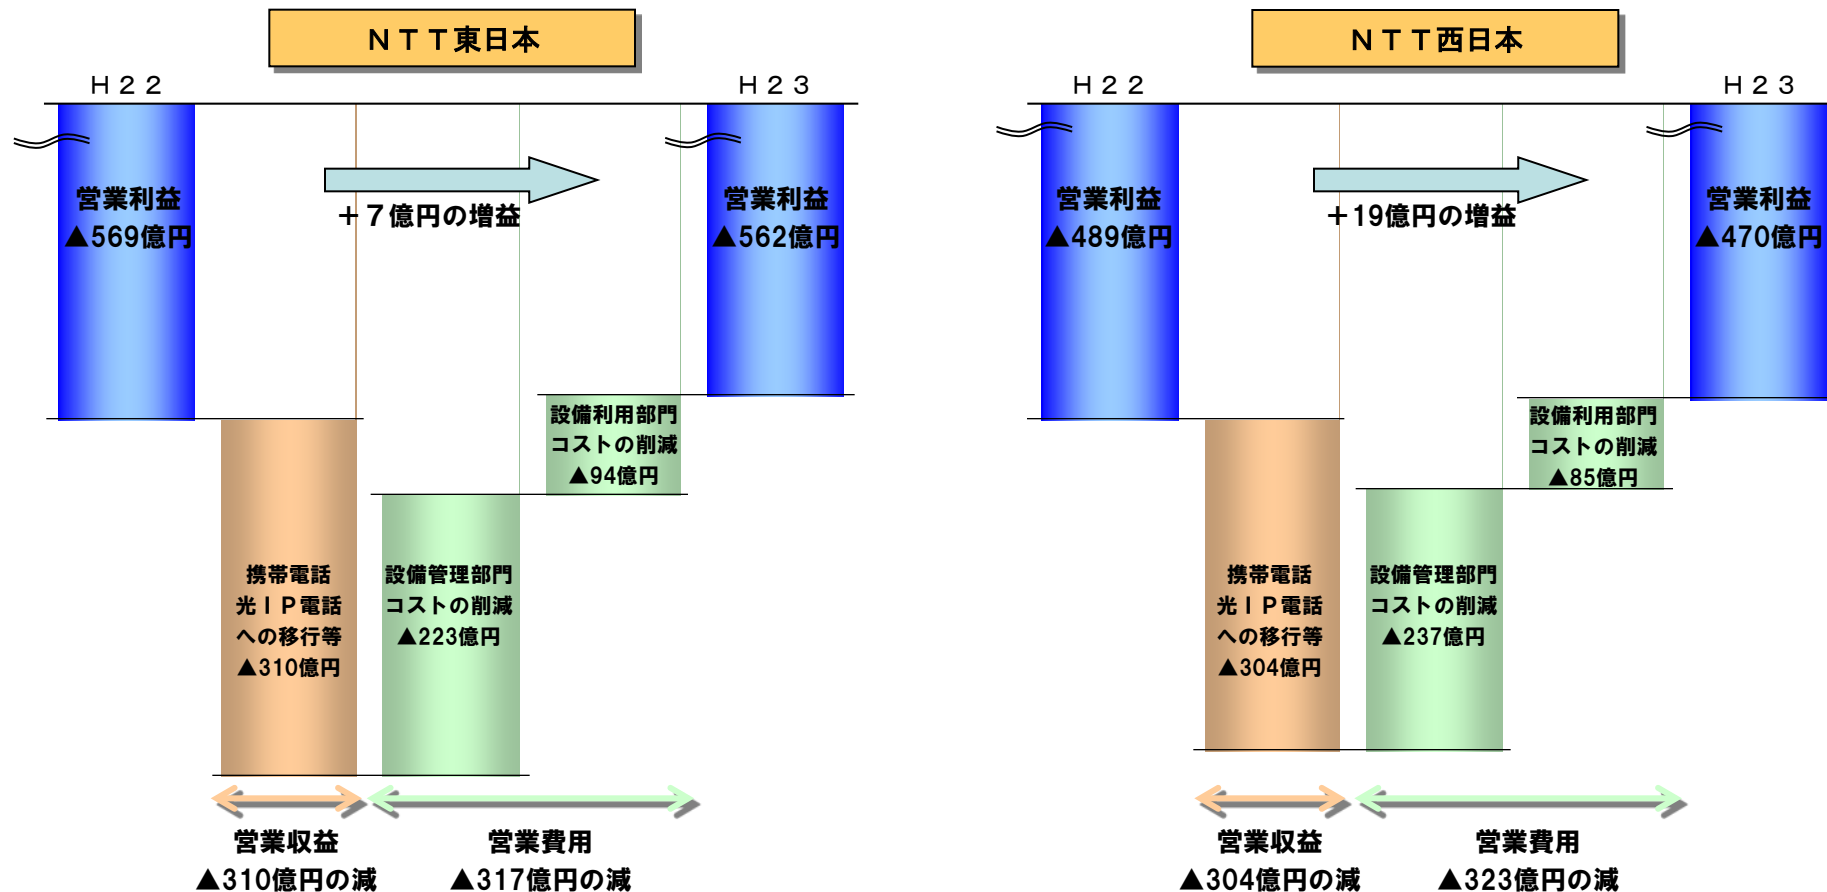 ＮＴＴ東日本
Ｈ２２
Ｈ２３
営業利益
▲569億円
＋７億円の増益
営業利益
▲562億円
設備利用部門
コストの削減
▲94億円
携帯電話
光ＩＰ電話
への移行等
▲310億円
設備管理部門
コストの削減
▲223億円
営業収益
▲310億円の減
営業費用
▲317億円の減
ＮＴＴ西日本
Ｈ２２
Ｈ２３
営業利益
▲489億円
＋19億円の増益
営業利益
▲470億円
設備利用部門
コストの削減
▲85億円
携帯電話
光ＩＰ電話
への移行等
▲304億円
設備管理部門
コストの削減
▲237億円
営業収益
▲304億円の減
営業費用
▲323億円の減